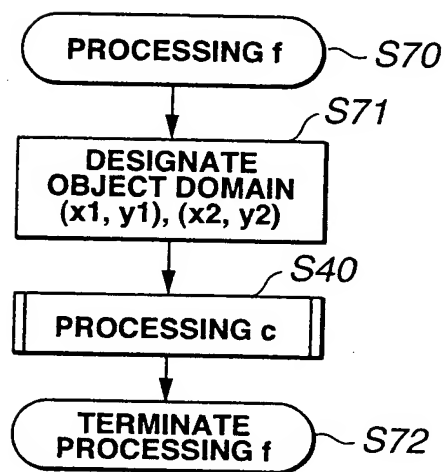 PROCESSING f
S70
S71
DESIGNATE
OBJECT DOMAIN
(x1, y1), (x2, y2)
S40
PROCESSING c
TERMINATE
PROCESSING f
S72